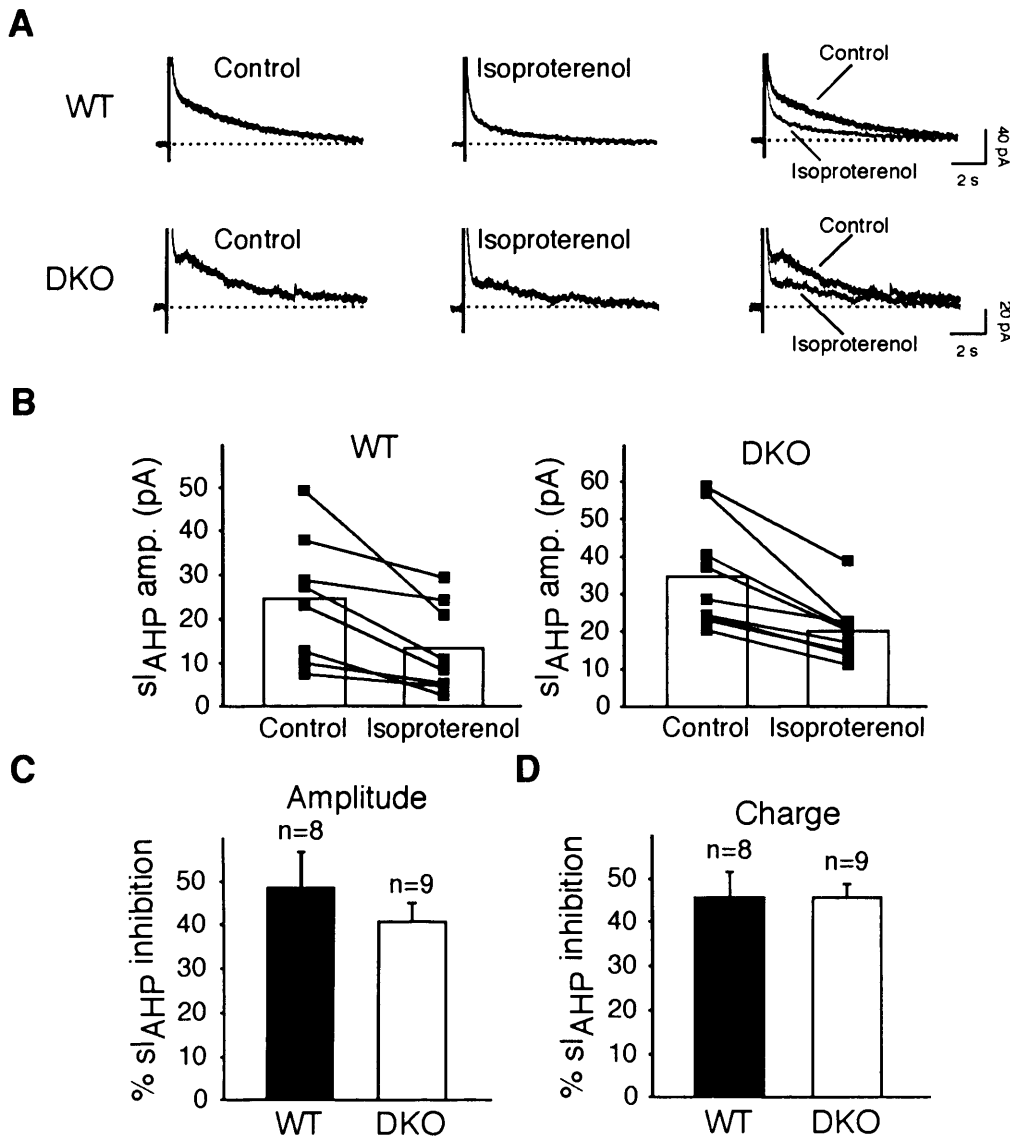 A
WT
Control
Isoproterenol
Control
Isoproterenol
40 pA
2 s
DKO
Control
Isoproterenol
Control
Isoproterenol
20 pA
2 s
B
WT
sIAHP amp. (pA)
50
40
30
20
10
0
Control Isoproterenol
DKO
sIAHP amp. (pA)
60
50
40
30
20
10
0
Control Isoproterenol
C
Amplitude
% sIAHP inhibition
n=8
n=9
50
40
30
20
10
0
WT DKO
D
Charge
% sIAHP inhibition
n=8
n=9
50
40
30
20
10
0
WT DKO